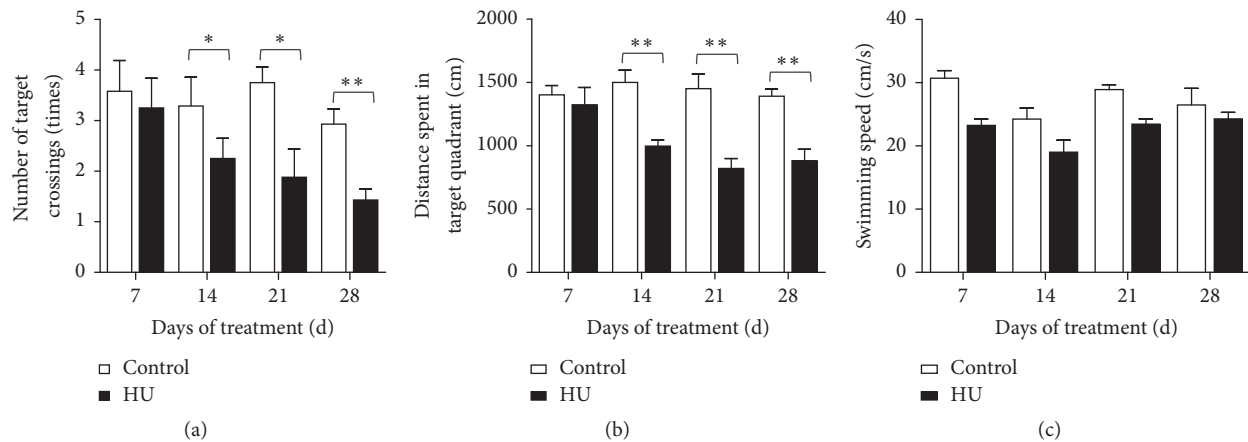 Number of target
crossings (times)
5
4
3
2
1
0
*
*
**
7 14 21 28
Days of treatment (d)
Control
HU
(a)
Distance spent in
target quadrant (cm)
2000
1500
1000
500
0
**
**
**
7 14 21 28
Days of treatment (d)
Control
HU
(b)
Swimming speed (cm/s)
40
30
20
10
0
7 14 21 28
Days of treatment (d)
Control
HU
(c)